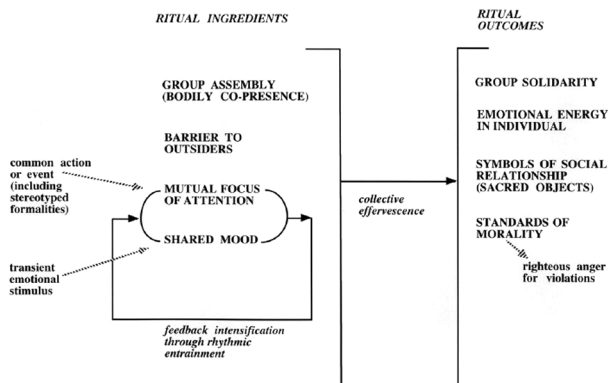 RITUAL INGREDIENTS
GROUP ASSEMBLY
(BODILY CO-PRESENCE)
BARRIER TO
OUTSIDERS
common action
or event
(including
stereotyped
formalities)
MUTUAL FOCUS
OF ATTENTION
SHARED MOOD
transient
emotional
stimulus
feedback intensification
through rhythmic
entrainment
collective
effervescence
RITUAL
OUTCOMES
GROUP SOLIDARITY
EMOTIONAL ENERGY
IN INDIVIDUAL
SYMBOLS OF SOCIAL
RELATIONSHIP
(SACRED OBJECTS)
STANDARDS OF
MORALITY
righteous anger
for violations